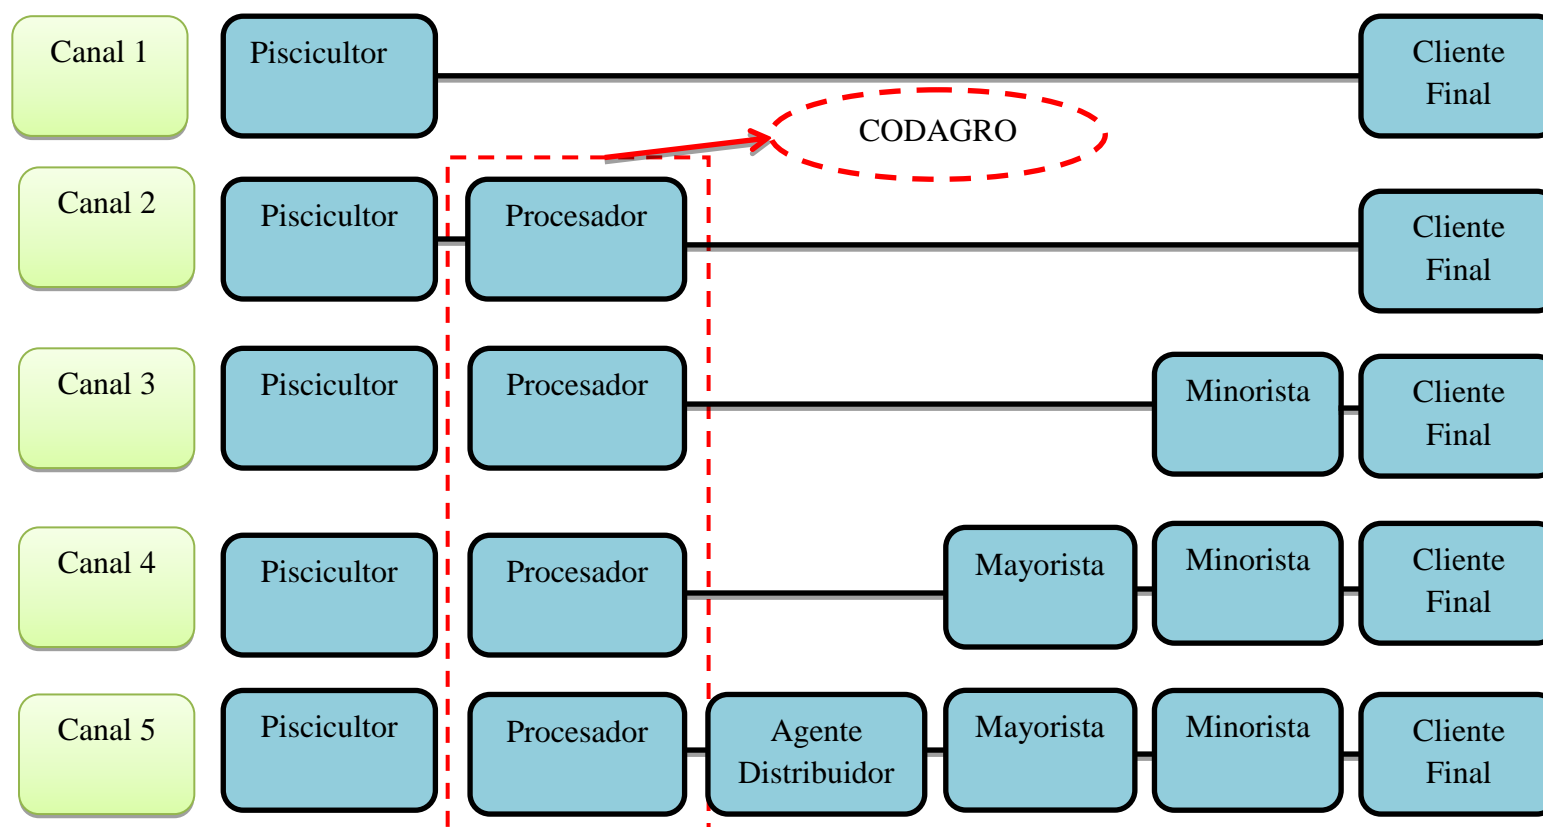 Canal 1
Piscicultor
Cliente
Final
CODAGRO
Canal 2
Piscicultor
Procesador
Cliente
Final
Canal 3
Piscicultor
Procesador
Minorista
Cliente
Final
Canal 4
Piscicultor
Procesador
Mayorista
Minorista
Cliente
Final
Canal 5
Piscicultor
Procesador
Agente
Distribuidor
Mayorista
Minorista
Cliente
Final